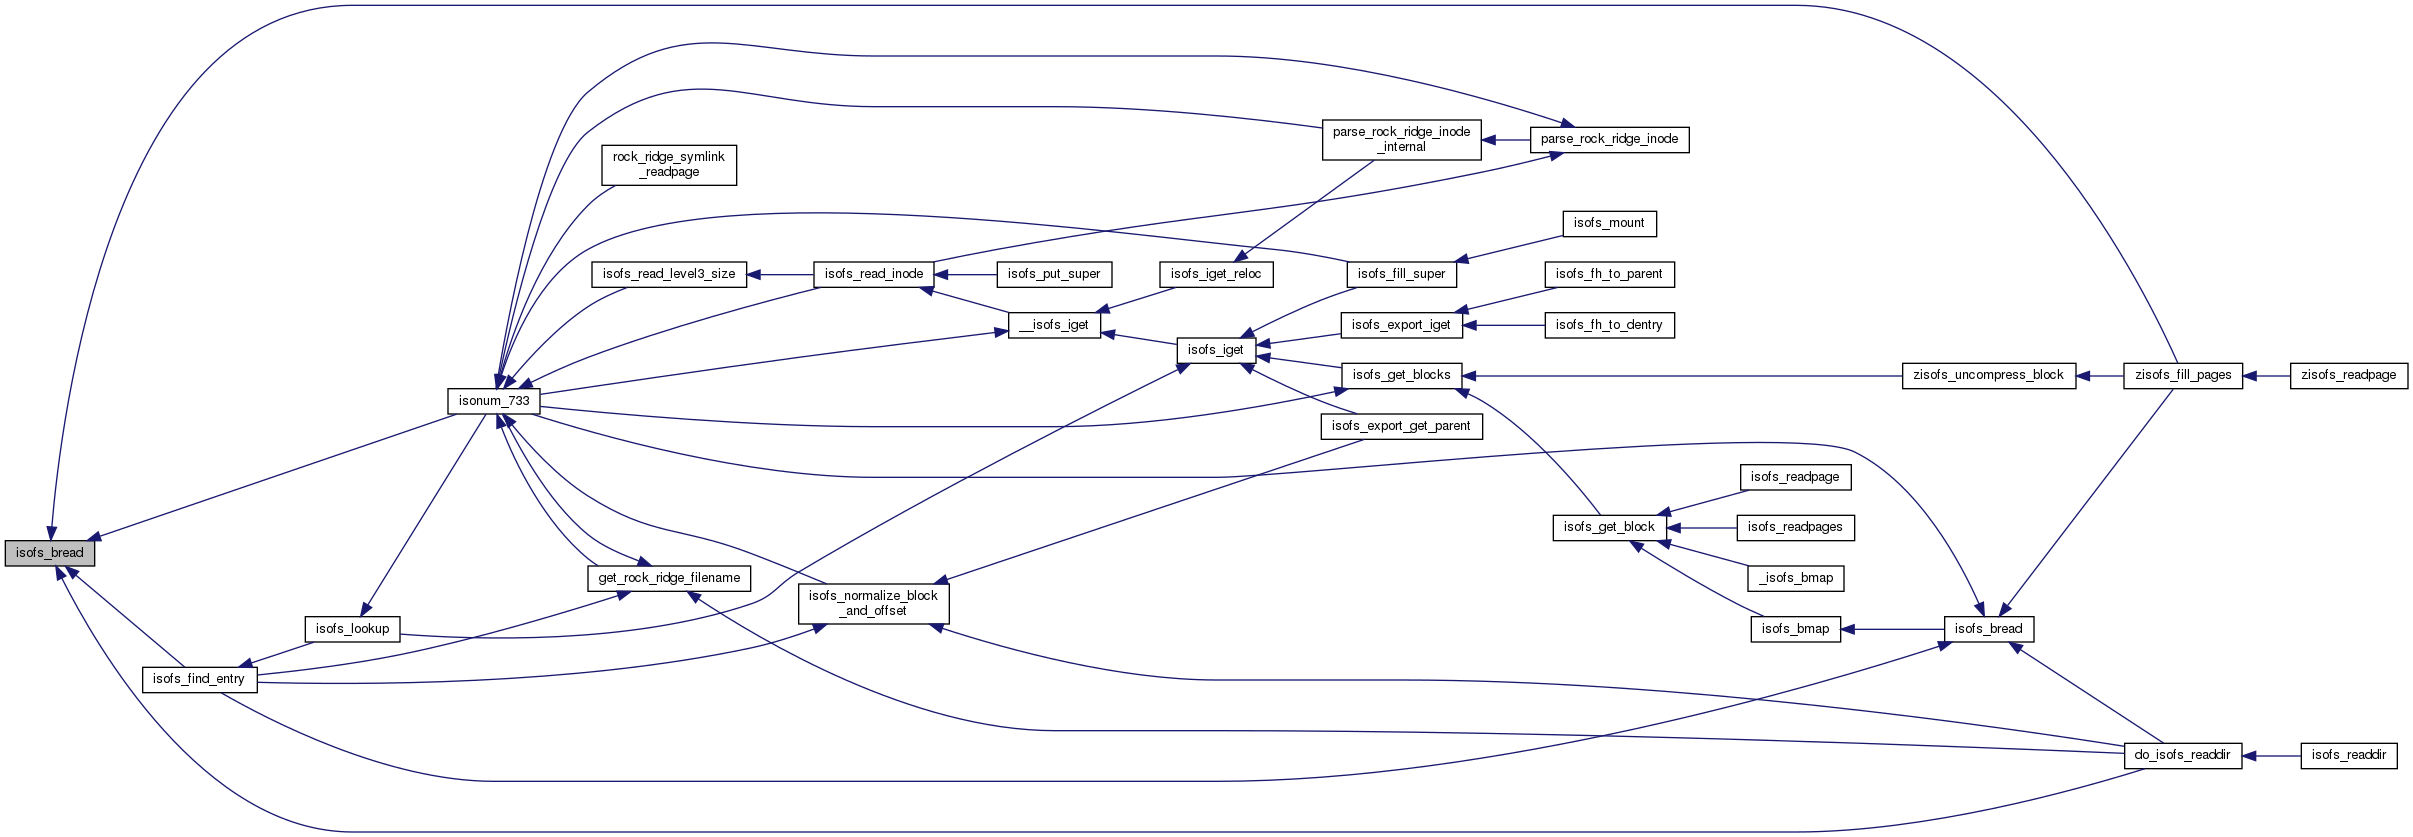 parse_rock_ridge_inode
_internal
parse_rock_ridge_inode
rock_ridge_symlink
_readpage
isofs_mount
isofs_read_level3_size
isofs_read_inode
isofs_put_super
isofs_iget_reloc
isofs_fill_super
isofs_fh_to_parent
__isofs_iget
isofs_export_iget
isofs_fh_to_dentry
isofs_iget
isofs_get_blocks
zisofs_uncompress_block
zisofs_fill_pages
zisofs_readpage
isonum_733
isofs_export_get_parent
isofs_readpage
isofs_get_block
isofs_readpages
isofs_bread
get_rock_ridge_filename
_isofs_bmap
isofs_normalize_block
_and_offset
isofs_lookup
isofs_bmap
isofs_bread
isofs_find_entry
do_isofs_readdir
isofs_readdir